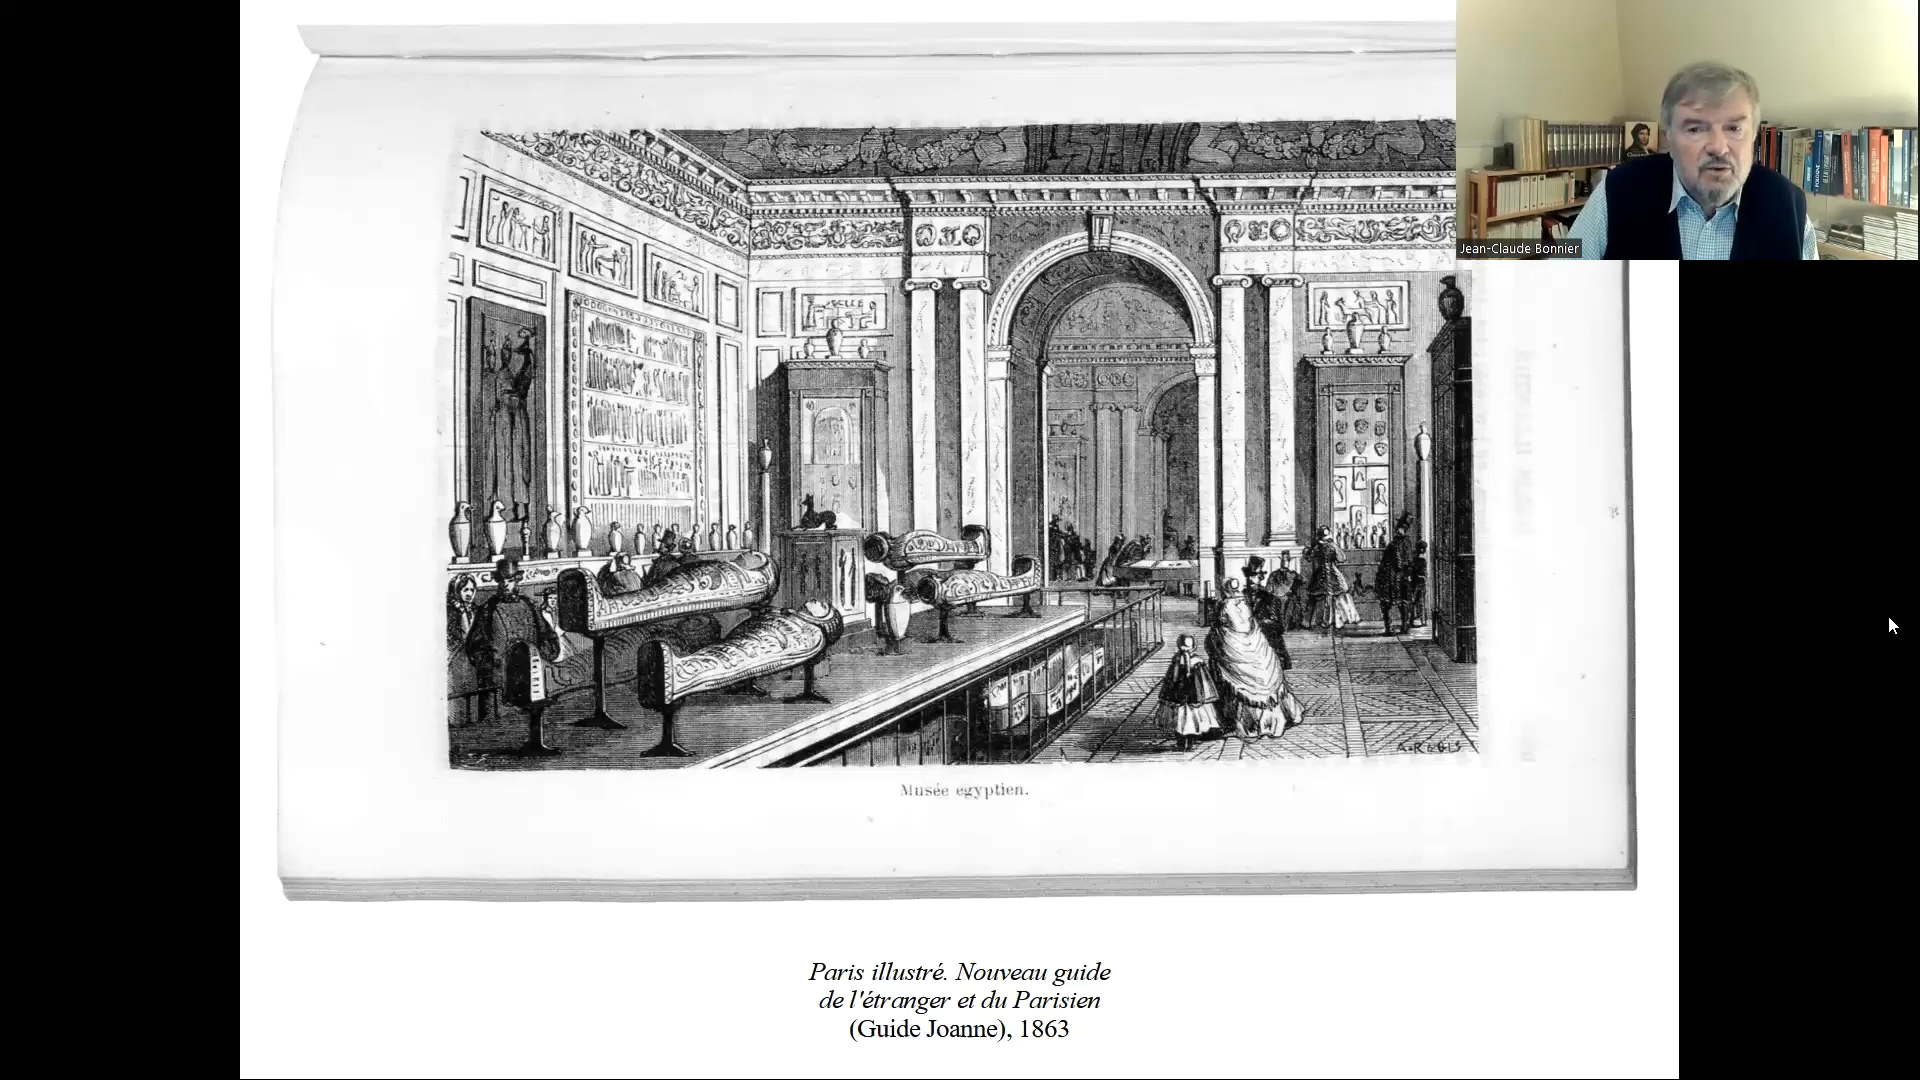 Jean-Claude Bonnier
Musée egyptien.
Paris illustré. Nouveau guide
de l'étranger et du Parisien
(Guide Joanne), 1863